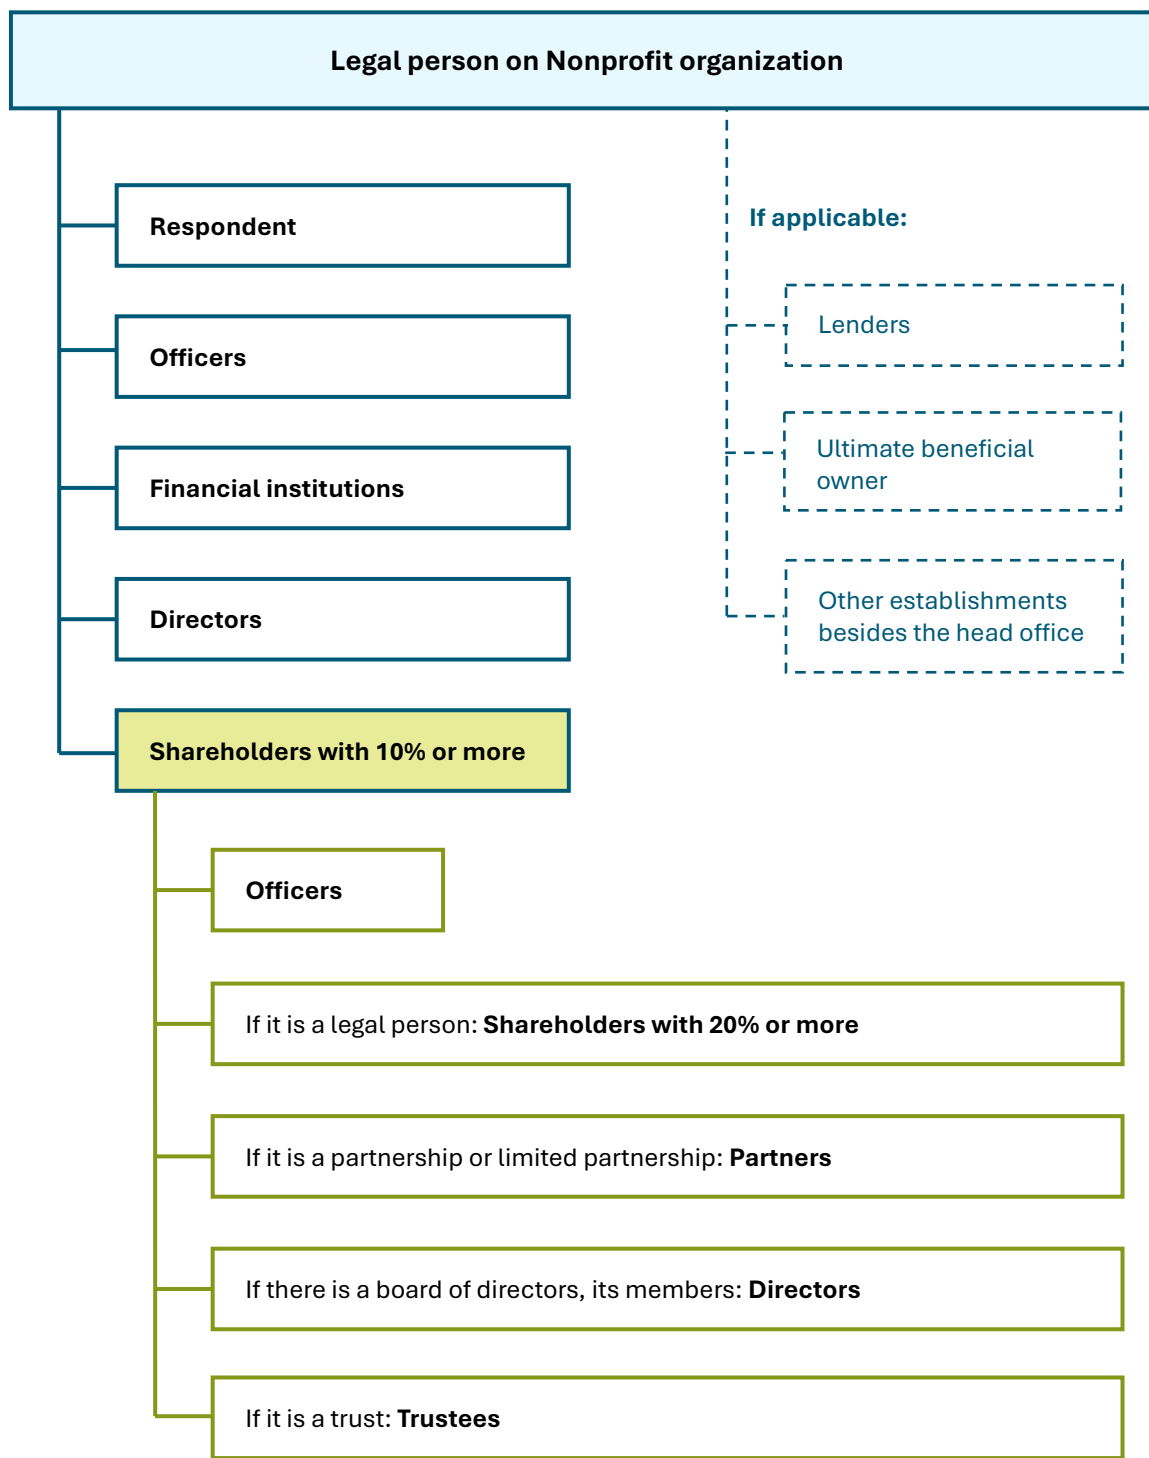 Legal person on Nonprofit organization
Respondent
Officers
Financial institutions
Directors
Shareholders with 10% or more
If applicable:
Lenders
Ultimate beneficial
owner
Other establishments
besides the head office
Officers
If it is a legal person: Shareholders with 20% or more
If it is a partnership or limited partnership: Partners
If there is a board of directors, its members: Directors
If it is a trust: Trustees